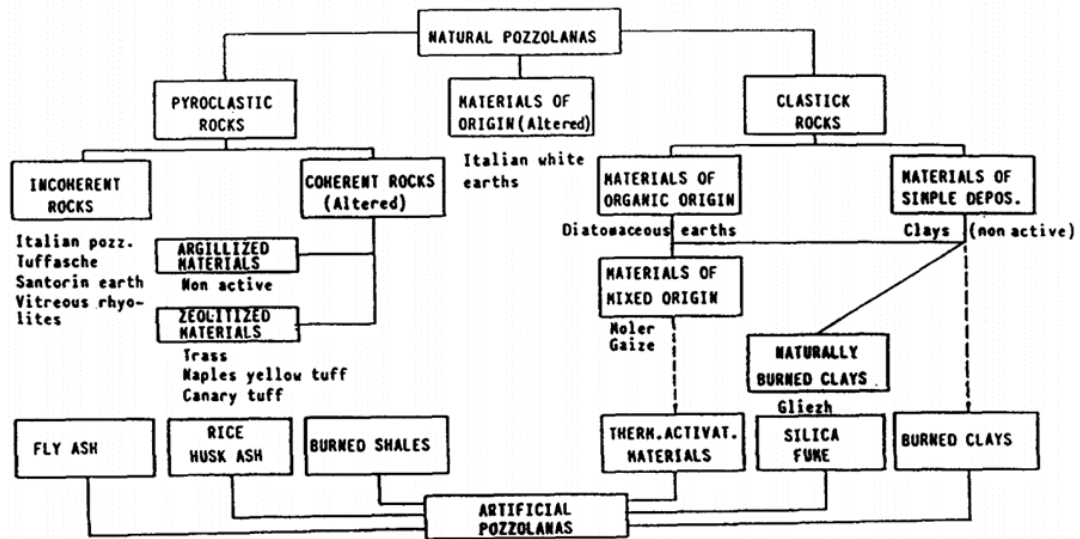 NATURAL POZZOLANAS
PYROCLASTIC
ROCKS
MATERIALS OF
ORIGIN (Altered)
CLASTICK
ROCKS
Italian white
earths
INCOHERENT
ROCKS
COHERENT ROCKS
(Altered)
MATERIALS OF
ORGANIC ORIGIN
MATERIALS OF
SIMPLE DEPOS.
Diatomaceous earths
Clays (non active)
Italian pozz.
Tuffasche
Santorin earth
Vitreous rhyo-
lites
ARGILLIZED
MATERIALS
Non active
ZEOLITIZED
MATERIALS
Trass
Naples yellow tuff
Canary tuff
MATERIALS OF
MIXED ORIGIN
Moler
Gaize
NATURALLY
BURNED CLAYS
Gliezh
FLY ASH
RICE
HUSK ASH
BURNED SHALES
THERM.ACTIVAT.
MATERIALS
SILICA
FUME
BURNED CLAYS
ARTIFICIAL
POZZOLANAS